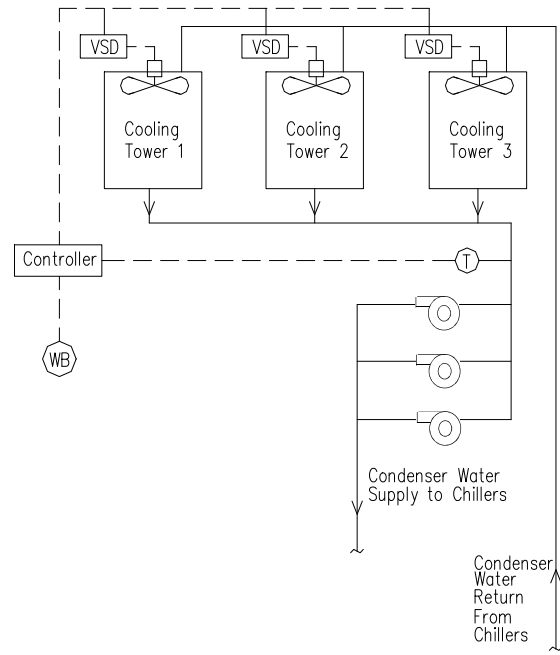 VSD
VSD
VSD
Cooling
Tower 1
Cooling
Tower 2
Cooling
Tower 3
Controller
T
WB
Condenser Water
Supply to Chillers
Condenser
Water
Return
From
Chillers